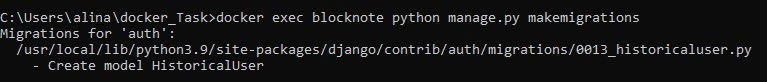 C:\Users\alina\docker_Task>docker exec blocknote python manage.py makemigrations
Migrations for 'auth':
  /usr/local/lib/python3.9/site-packages/django/contrib/auth/migrations/0013_historicaluser.py
    - Create model HistoricalUser